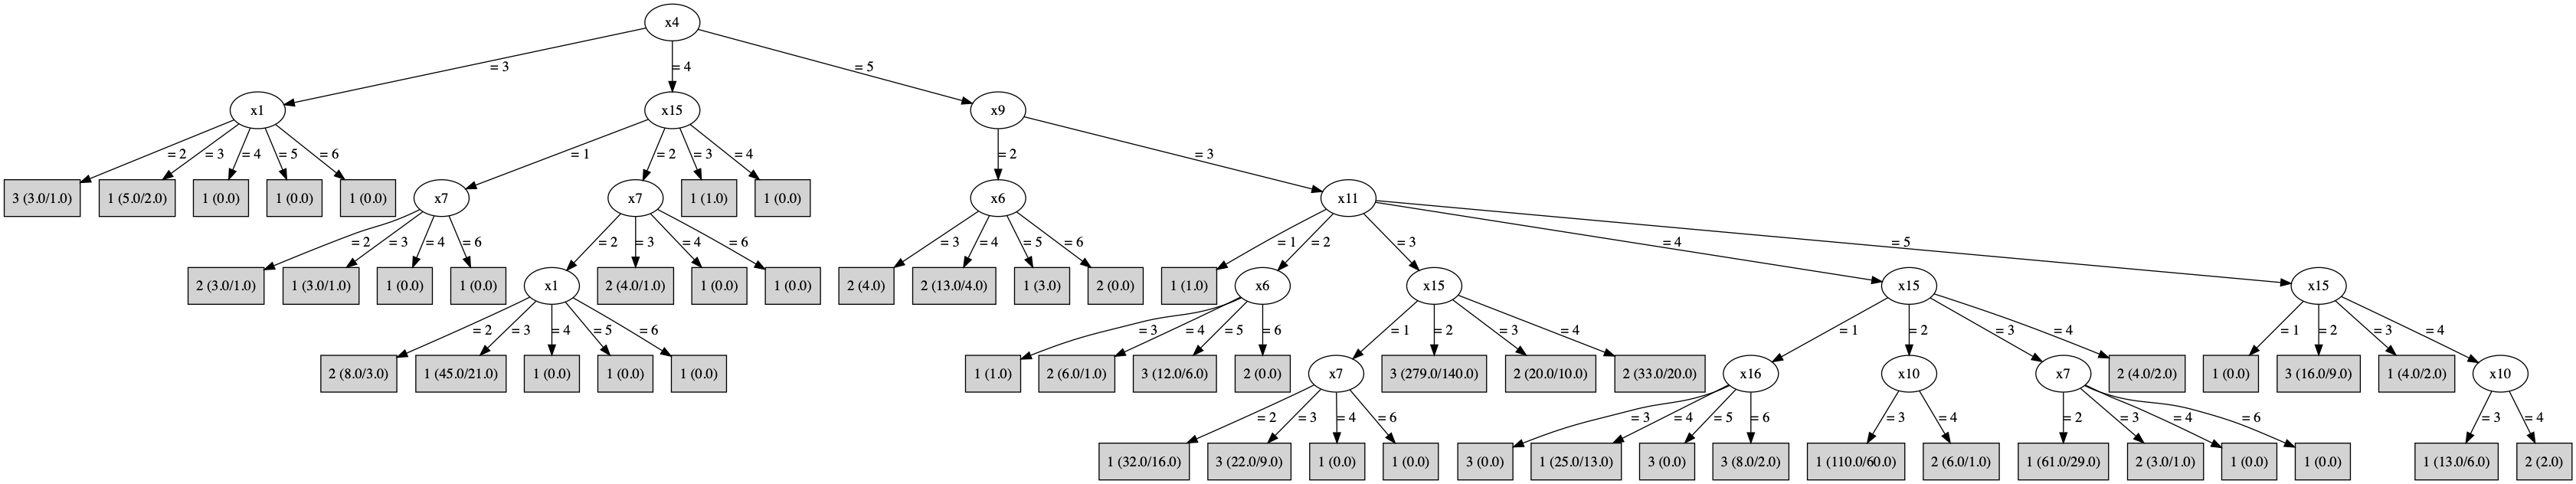 x4
= 3 = 4 = 5
x1 x15 x9
= 2 = 3 = 4 = 5 = 6 = 1 = 2 = 3 = 4 = 2 = 3
3 (3.0/1.0) 1 (5.0/2.0) 1 (0.0) 1 (0.0) 1 (0.0) x7 x7 1 (1.0) 1 (0.0) x6 x11
= 2 = 3 = 4 = 6 = 2 = 3 = 4 = 6 = 3 = 4 = 5 = 6 = 1 = 2 = 3 = 4 = 5
2 (3.0/1.0) 1 (3.0/1.0) 1 (0.0) 1 (0.0) x1 2 (4.0/1.0) 1 (0.0) 1 (0.0) 2 (4.0) 2 (13.0/4.0) 1 (3.0) 2 (0.0) 1 (1.0) x6 x15 x15 x15
= 2 = 3 = 4 = 5 = 6 = 3 = 4 = 5 = 6 = 1 = 2 = 3 = 4 = 1 = 2 = 3 = 4 = 1 = 2 = 3 = 4
2 (8.0/3.0) 1 (45.0/21.0) 1 (0.0) 1 (0.0) 1 (0.0) 1 (1.0) 2 (6.0/1.0) 3 (12.0/6.0) 2 (0.0) x7 3 (279.0/140.0) 2 (20.0/10.0) 2 (33.0/20.0) x16 x10 x7 2 (4.0/2.0) 1 (0.0) 3 (16.0/9.0) 1 (4.0/2.0) x10
= 2 = 3 = 4 = 6 = 3 = 4 = 5 = 6 = 3 = 4 = 2 = 3 = 4 = 6 = 3 = 4
1 (32.0/16.0) 3 (22.0/9.0) 1 (0.0) 1 (0.0) 3 (0.0) 1 (25.0/13.0) 3 (0.0) 3 (8.0/2.0) 1 (110.0/60.0) 2 (6.0/1.0) 1 (61.0/29.0) 2 (3.0/1.0) 1 (0.0) 1 (0.0) 1 (13.0/6.0) 2 (2.0)